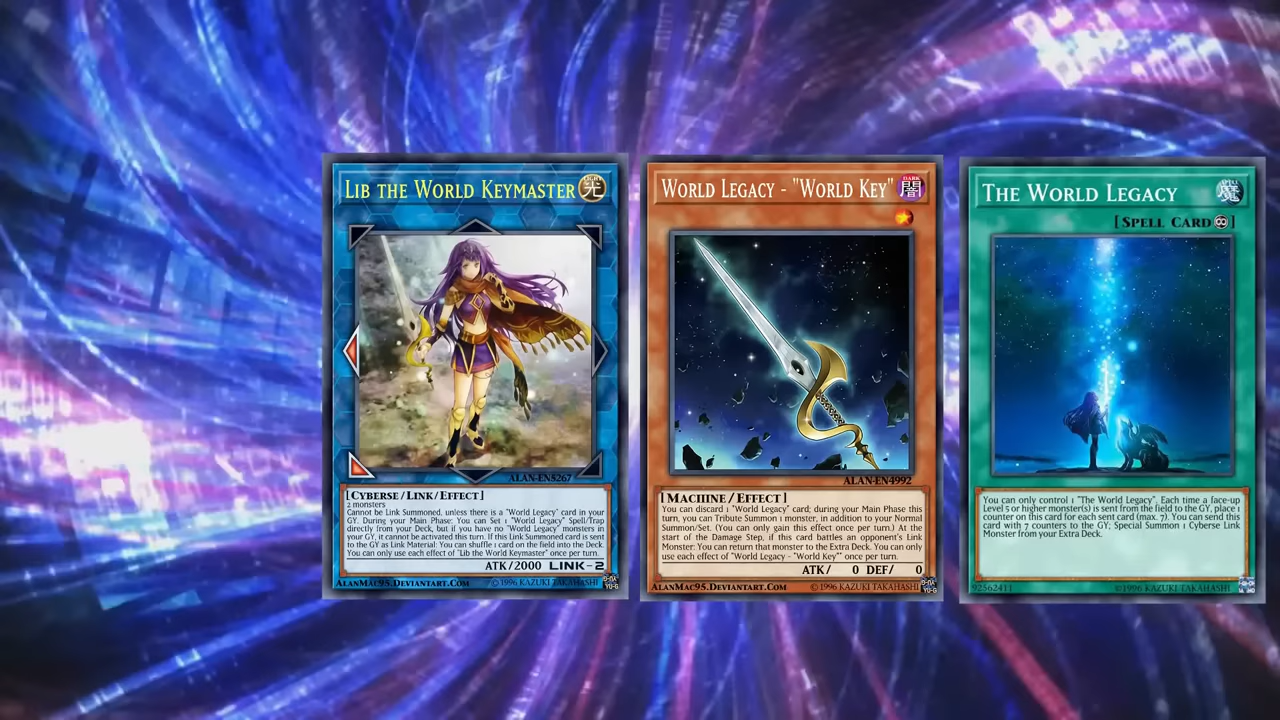 LIB THE WORLD KEYMASTER
LIGHT
光
ALAN-EN8267
[CYBERSE/LINK/EFFECT]
2 monsters
Cannot be Link Summoned, unless there is a "World Legacy" card in your
GY. During your Main Phase: You can Set 1 "World Legacy" Spell/Trap
directly from your Deck, but if you have no "World Legacy" monsters in
your GY, it cannot be activated this turn. If this Link Summoned card is sent
to the GY as Link Material: You can shuffle 1 card on the field into the Deck.
You can only use each effect of "Lib the World Keymaster" once per turn.
ATK/2000 LINK-2
ALANMAC95.DEVIANTART.COM
©1996 KAZUKI TAKAHASHI
WORLD LEGACY - "WORLD KEY"
DARK
闇
ALAN-EN4992
[MACHINE/EFFECT]
You can discard 1 "World Legacy" card; during your Main Phase this
turn, you can Tribute Summon 1 monster, in addition to your Normal
Summon/Set. (You can only gain this effect once per turn.) At the
start of the Damage Step, if this card battles an opponent's Link
Monster: You can return that monster to the Extra Deck. You can only
use each effect of "World Legacy - "World Key"" once per turn.
ATK/ 0 DEF/ 0
ALANMAC95.DEVIANTART.COM
©1996 KAZUKI TAKAHASHI
THE WORLD LEGACY
魔
[SPELL CARD]
You can only control 1 "The World Legacy". Each time a face-up
Level 5 or higher monster(s) is sent from the field to the GY, place 1
counter on this card for each sent card (max. 7). You can send this
card with 7 counters to the GY; Special Summon 1 Cyberse Link
Monster from your Extra Deck.
92562411
©1996 KAZUKI TAKAHASHI